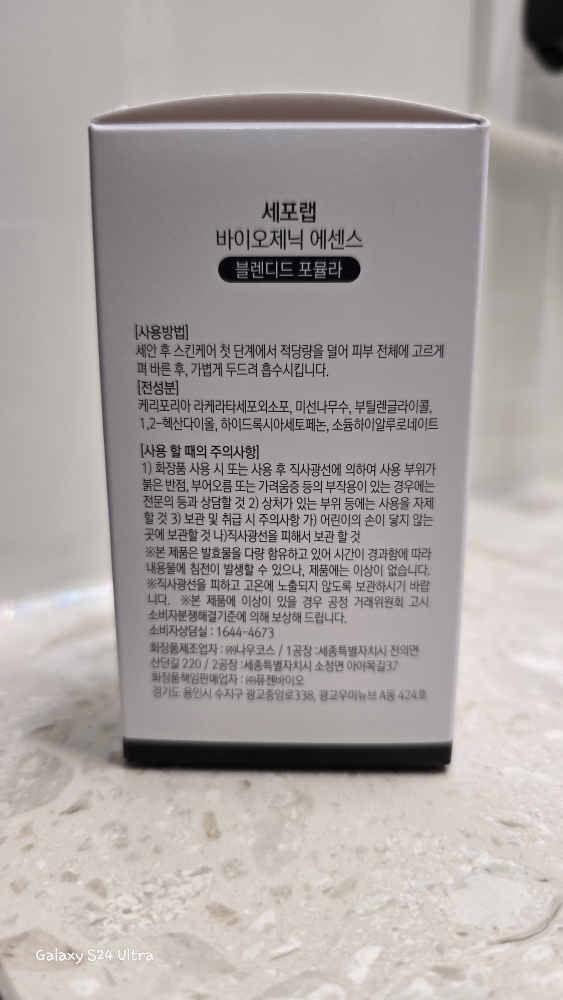 세포랩
바이오제닉 에센스
블렌디드 포뮬라
[사용방법]
세안 후 스킨케어 첫 단계에서 적당량을 덜어 피부 전체에 고르게
펴 바른 후, 가볍게 두드려 흡수시킵니다.
[전성분]
케리포리아 라케라타세포외소포, 미선나무수, 부틸렌글라이콜,
1,2-헥산다이올, 하이드록시아세토페논, 소듐하이알루로네이트
[사용 할 때의 주의사항]
1) 화장품 사용 시 또는 사용 후 직사광선에 의하여 사용 부위가
붉은 반점, 부어오름 또는 가려움증 등의 부작용이 있는 경우에는
전문의 등과 상담할 것 2) 상처가 있는 부위 등에는 사용을 자제
할 것 3) 보관 및 취급 시 주의사항 가) 어린이의 손이 닿지 않는
곳에 보관할 것 나)직사광선을 피해서 보관 할 것
※본 제품은 발효물을 다량 함유하고 있어 시간이 경과함에 따라
내용물에 침전이 발생할 수 있으나, 제품에는 이상이 없습니다.
※직사광선을 피하고 고온에 노출되지 않도록 보관하시기 바랍
니다. ※본 제품에 이상이 있을 경우 공정 거래위원회 고시
소비자분쟁해결기준에 의해 보상해 드립니다.
소비자상담실 : 1644-4673
화장품제조업자 : ㈜나우코스 / 1공장 : 세종특별자치시 전의면
산단길 220 / 2공장 : 세종특별자치시 소정면 아야목길37
화장품책임판매업자 : ㈜퓨젠바이오
경기도 용인시 수지구 광교중앙로338, 광교우미뉴브 A동 424호
Galaxy S24 Ultra